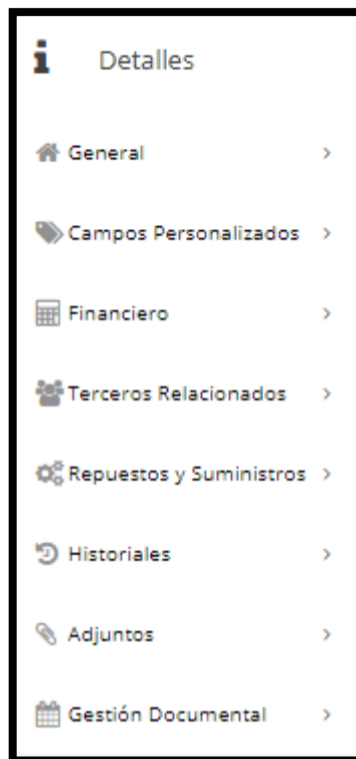 Detalles
General
Campos Personalizados
Financiero
Terceros Relacionados
Repuestos y Suministros
Historiales
Adjuntos
Gestión Documental